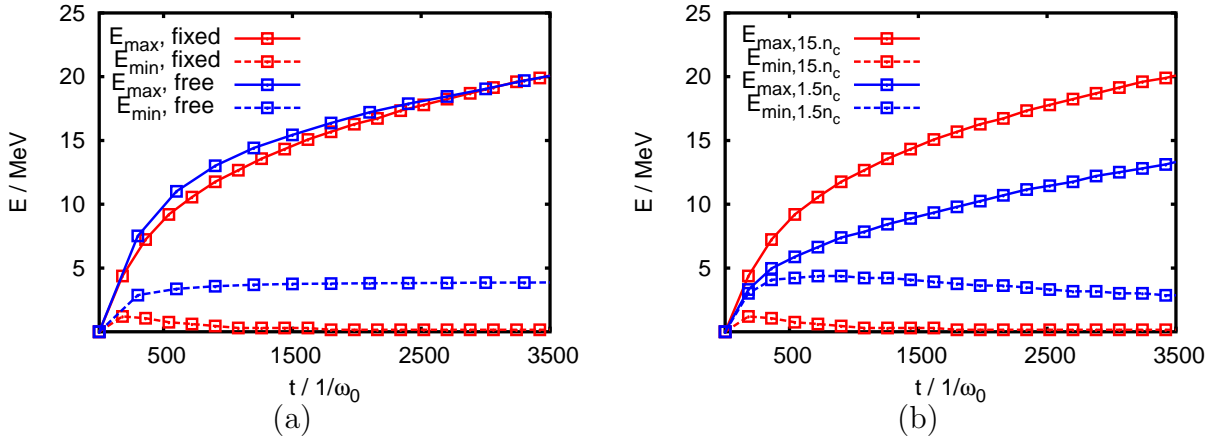 25
20
15
10
5
E / MeV
E_max, fixed
E_min, fixed
E_max, free
E_min, free
500 1500 2500 3500
t / 1/ω_0
(a)
25
20
15
10
5
E / MeV
E_max,15.n_c
E_min,15.n_c
E_max,1.5n_c
E_min,1.5n_c
500 1500 2500 3500
t / 1/ω_0
(b)